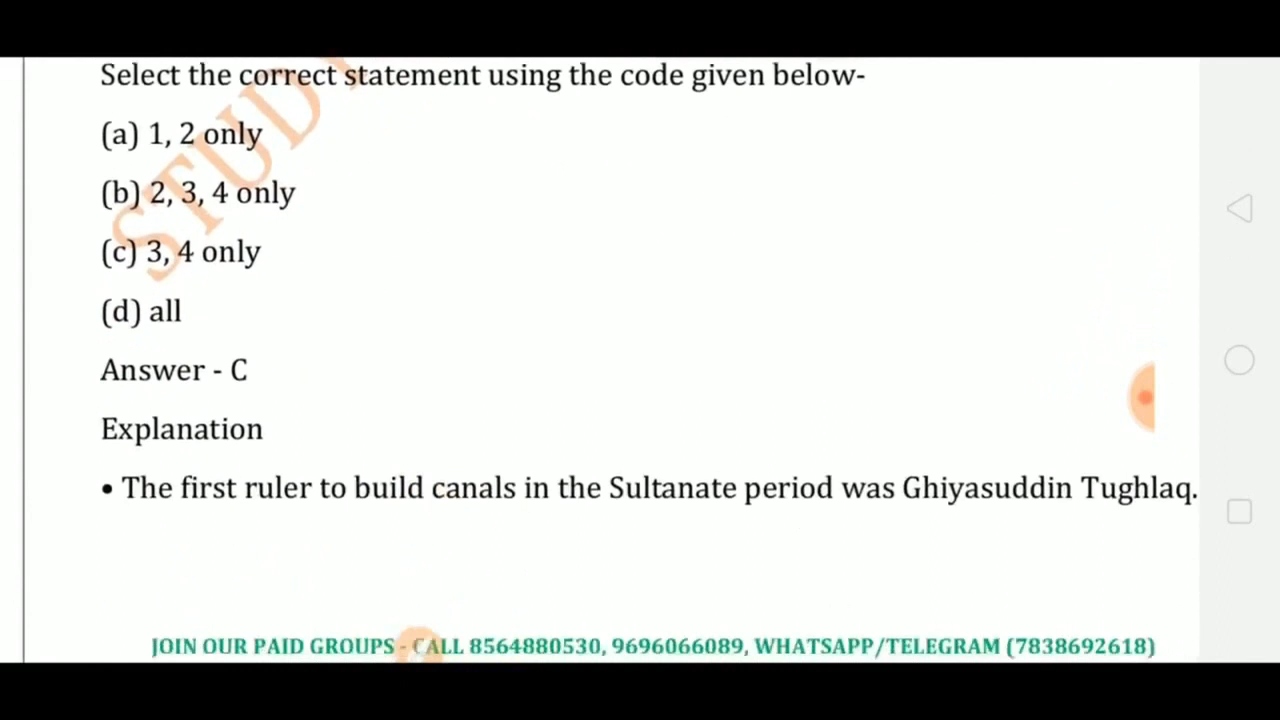 Select the correct statement using the code given below-
(a) 1, 2 only
(b) 2, 3, 4 only
(c) 3, 4 only
(d) all
Answer - C
Explanation
• The first ruler to build canals in the Sultanate period was Ghiyasuddin Tughlaq.
JOIN OUR PAID GROUPS - CALL 8564880530, 9696066089, WHATSAPP/TELEGRAM (7838692618)
STUDY